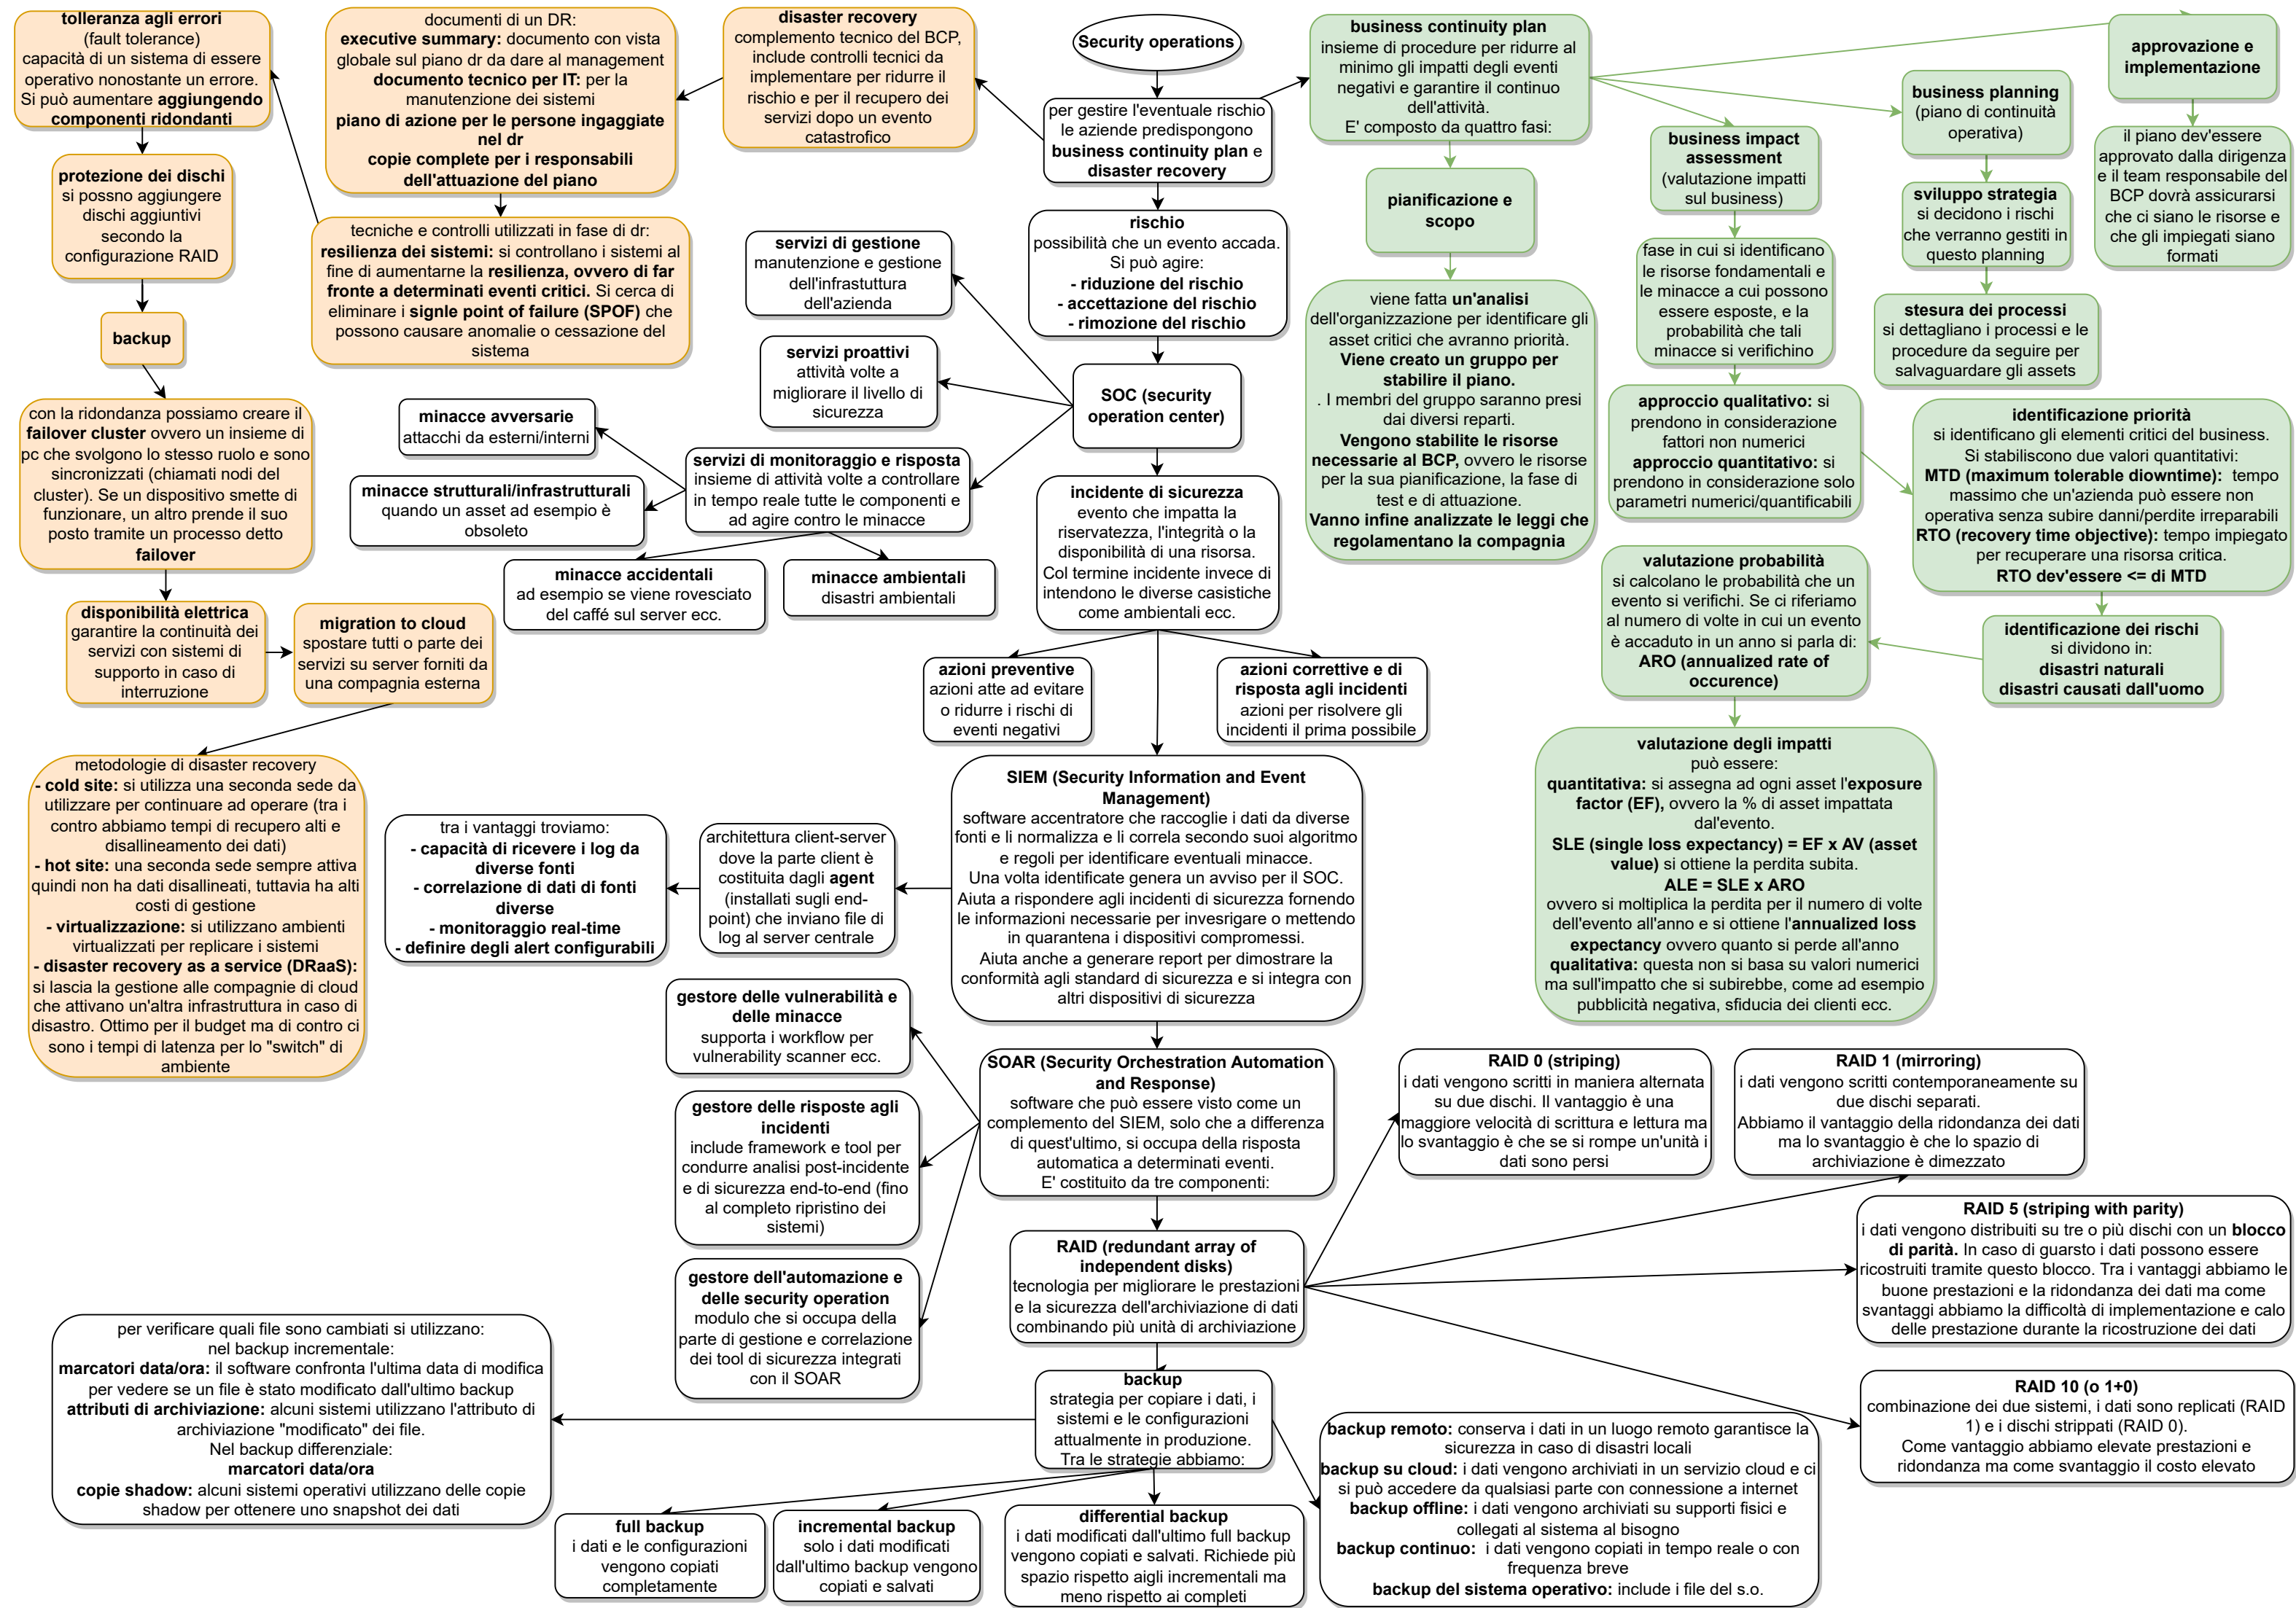 tolleranza agli errori
(fault tolerance)
capacità di un sistema di essere
operativo nonostante un errore.
Si può aumentare aggiungendo
componenti ridondanti
documenti di un DR:
executive summary: documento con vista
globale sul piano dr da dare al management
documento tecnico per IT: per la
manutenzione dei sistemi
piano di azione per le persone ingaggiate
nel dr
copie complete per i responsabili
dell'attuazione del piano
disaster recovery
complemento tecnico del BCP,
include controlli tecnici da
implementare per ridurre il
rischio e per il recupero dei
servizi dopo un evento
catastrofico
Security operations
per gestire l'eventuale rischio
le aziende predispongono
business continuity plan e
disaster recovery
business continuity plan
insieme di procedure per ridurre al
minimo gli impatti degli eventi
negativi e garantire il continuo
dell'attività.
E' composto da quattro fasi:
approvazione e
implementazione
business planning
(piano di continuità
operativa)
business impact
assessment
(valutazione impatti
sul business)
il piano dev'essere
approvato dalla dirigenza
e il team responsabile del
BCP dovrà assicurarsi
che ci siano le risorse e
che gli impiegati siano
formati
protezione dei dischi
si possno aggiungere
dischi aggiuntivi
secondo la
configurazione RAID
pianificazione e
scopo
sviluppo strategia
si decidono i rischi
che verranno gestiti in
questo planning
tecniche e controlli utilizzati in fase di dr:
resilienza dei sistemi: si controllano i sistemi al
fine di aumentarne la resilienza, ovvero di far
fronte a determinati eventi critici. Si cerca di
eliminare i signle point of failure (SPOF) che
possono causare anomalie o cessazione del
sistema
servizi di gestione
manutenzione e gestione
dell'infrastuttura
dell'azienda
rischio
possibilità che un evento accada.
Si può agire:
- riduzione del rischio
- accettazione del rischio
- rimozione del rischio
fase in cui si identificano
le risorse fondamentali e
le minacce a cui possono
essere esposte, e la
probabilità che tali
minacce si verifichino
stesura dei processi
si dettagliano i processi e le
procedure da seguire per
salvaguardare gli assets
viene fatta un'analisi
dell'organizzazione per identificare gli
asset critici che avranno priorità.
Viene creato un gruppo per
stabilire il piano.
. I membri del gruppo saranno presi
dai diversi reparti.
Vengono stabilite le risorse
necessarie al BCP, ovvero le risorse
per la sua pianificazione, la fase di
test e di attuazione.
Vanno infine analizzate le leggi che
regolamentano la compagnia
backup
servizi proattivi
attività volte a
migliorare il livello di
sicurezza
SOC (security
operation center)
con la ridondanza possiamo creare il
failover cluster ovvero un insieme di
pc che svolgono lo stesso ruolo e sono
sincronizzati (chiamati nodi del
cluster). Se un dispositivo smette di
funzionare, un altro prende il suo
posto tramite un processo detto
failover
minacce avversarie
attacchi da esterni/interni
servizi di monitoraggio e risposta
insieme di attività volte a controllare
in tempo reale tutte le componenti e
ad agire contro le minacce
minacce strutturali/infrastrutturali
quando un asset ad esempio è
obsoleto
minacce accidentali
ad esempio se viene rovesciato
del caffé sul server ecc.
minacce ambientali
disastri ambientali
incidente di sicurezza
evento che impatta la
riservatezza, l'integrità o la
disponibilità di una risorsa.
Col termine incidente invece di
intendono le diverse casistiche
come ambientali ecc.
approccio qualitativo: si
prendono in considerazione
fattori non numerici
approccio quantitativo: si
prendono in considerazione solo
parametri numerici/quantificabili
identificazione priorità
si identificano gli elementi critici del business.
Si stabiliscono due valori quantitativi:
MTD (maximum tolerable diowntime): tempo
massimo che un'azienda può essere non
operativa senza subire danni/perdite irreparabili
RTO (recovery time objective): tempo impiegato
per recuperare una risorsa critica.
RTO dev'essere <= di MTD
valutazione probabilità
si calcolano le probabilità che un
evento si verifichi. Se ci riferiamo
al numero di volte in cui un evento
è accaduto in un anno si parla di:
ARO (annualized rate of
occurence)
identificazione dei rischi
si dividono in:
disastri naturali
disastri causati dall'uomo
disponibilità elettrica
garantire la continuità dei
servizi con sistemi di
supporto in caso di
interruzione
migration to cloud
spostare tutti o parte dei
servizi su server forniti da
una compagnia esterna
azioni preventive
azioni atte ad evitare
o ridurre i rischi di
eventi negativi
azioni correttive e di
risposta agli incidenti
azioni per risolvere gli
incidenti il prima possibile
valutazione degli impatti
può essere:
quantitativa: si assegna ad ogni asset l'exposure
factor (EF), ovvero la % di asset impattata
dal'evento.
SLE (single loss expectancy) = EF x AV (asset
value) si ottiene la perdita subita.
ALE = SLE x ARO
ovvero si moltiplica la perdita per il numero di volte
dell'evento all'anno e si ottiene l'annualized loss
expectancy ovvero quanto si perde all'anno
qualitativa: questa non si basa su valori numerici
ma sull'impatto che si subirebbe, come ad esempio
pubblicità negativa, sfiducia dei clienti ecc.
metodologie di disaster recovery
- cold site: si utilizza una seconda sede da
utilizzare per continuare ad operare (tra i
contro abbiamo tempi di recupero alti e
disallineamento dei dati)
- hot site: una seconda sede sempre attiva
quindi non ha dati disallineati, tuttavia ha alti
costi di gestione
- virtualizzazione: si utilizzano ambienti
virtualizzati per replicare i sistemi
- disaster recovery as a service (DRaaS):
si lascia la gestione alle compagnie di cloud
che attivano un'altra infrastruttura in caso di
disastro. Ottimo per il budget ma di contro ci
sono i tempi di latenza per lo "switch" di
ambiente
tra i vantaggi troviamo:
- capacità di ricevere i log da
diverse fonti
- correlazione di dati di fonti
diverse
- monitoraggio real-time
- definire degli alert configurabili
architettura client-server
dove la parte client è
costituita dagli agent
(installati sugli end-
point) che inviano file di
log al server centrale
SIEM (Security Information and Event
Management)
software accentratore che raccoglie i dati da diverse
fonti e li normalizza e li correla secondo suoi algoritmo
e regoli per identificare eventuali minacce.
Una volta identificate genera un avviso per il SOC.
Aiuta a rispondere agli incidenti di sicurezza fornendo
le informazioni necessarie per invesrigare o mettendo
in quarantena i dispositivi compromessi.
Aiuta anche a generare report per dimostrare la
conformità agli standard di sicurezza e si integra con
altri dispositivi di sicurezza
gestore delle vulnerabilità e
delle minacce
supporta i workflow per
vulnerability scanner ecc.
SOAR (Security Orchestration Automation
and Response)
software che può essere visto come un
complemento del SIEM, solo che a differenza
di quest'ultimo, si occupa della risposta
automatica a determinati eventi.
E' costituito da tre componenti:
gestore delle risposte agli
incidenti
include framework e tool per
condurre analisi post-incidente
e di sicurezza end-to-end (fino
al completo ripristino dei
sistemi)
gestore dell'automazione e
delle security operation
modulo che si occupa della
parte di gestione e correlazione
dei tool di sicurezza integrati
con il SOAR
RAID 0 (striping)
i dati vengono scritti in maniera alternata
su due dischi. Il vantaggio è una
maggiore velocità di scrittura e lettura ma
lo svantaggio è che se si rompe un'unità i
dati sono persi
RAID 1 (mirroring)
i dati vengono scritti contemporaneamente su
due dischi separati.
Abbiamo il vantaggio della ridondanza dei dati
ma lo svantaggio è che lo spazio di
archiviazione è dimezzato
RAID 5 (striping with parity)
i dati vengono distribuiti su tre o più dischi con un blocco
di parità. In caso di guarsto i dati possono essere
ricostruiti tramite questo blocco. Tra i vantaggi abbiamo le
buone prestazioni e la ridondanza dei dati ma come
svantaggi abbiamo la difficoltà di implementazione e calo
delle prestazione durante la ricostruzione dei dati
RAID (redundant array of
independent disks)
tecnologia per migliorare le prestazioni
e la sicurezza dell'archiviazione di dati
combinando più unità di archiviazione
RAID 10 (o 1+0)
combinazione dei due sistemi, i dati sono replicati (RAID
1) e i dischi strippati (RAID 0).
Come vantaggio abbiamo elevate prestazioni e
ridondanza ma come svantaggio il costo elevato
per verificare quali file sono cambiati si utilizzano:
nel backup incrementale:
marcatori data/ora: il software confronta l'ultima data di modifica
per vedere se un file è stato modificato dall'ultimo backup
attributi di archiviazione: alcuni sistemi utilizzano l'attributo di
archiviazione "modificato" dei file.
Nel backup differenziale:
marcatori data/ora
copie shadow: alcuni sistemi operativi utilizzano delle copie
shadow per ottenere uno snapshot dei dati
backup
strategia per copiare i dati, i
sistemi e le configurazioni
attualmente in produzione.
Tra le strategie abbiamo:
backup remoto: conserva i dati in un luogo remoto garantisce la
sicurezza in caso di disastri locali
backup su cloud: i dati vengono archiviati in un servizio cloud e ci
si può accedere da qualsiasi parte con connessione a internet
backup offline: i dati vengono archiviati su supporti fisici e
collegati al sistema al bisogno
backup continuo: i dati vengono copiati in tempo reale o con
frequenza breve
backup del sistema operativo: include i file del s.o.
full backup
i dati e le configurazioni
vengono copiati
completamente
incremental backup
solo i dati modificati
dall'ultimo backup vengono
copiati e salvati
differential backup
i dati modificati dall'ultimo full backup
vengono copiati e salvati. Richiede più
spazio rispetto aigli incrementali ma
meno rispetto ai completi